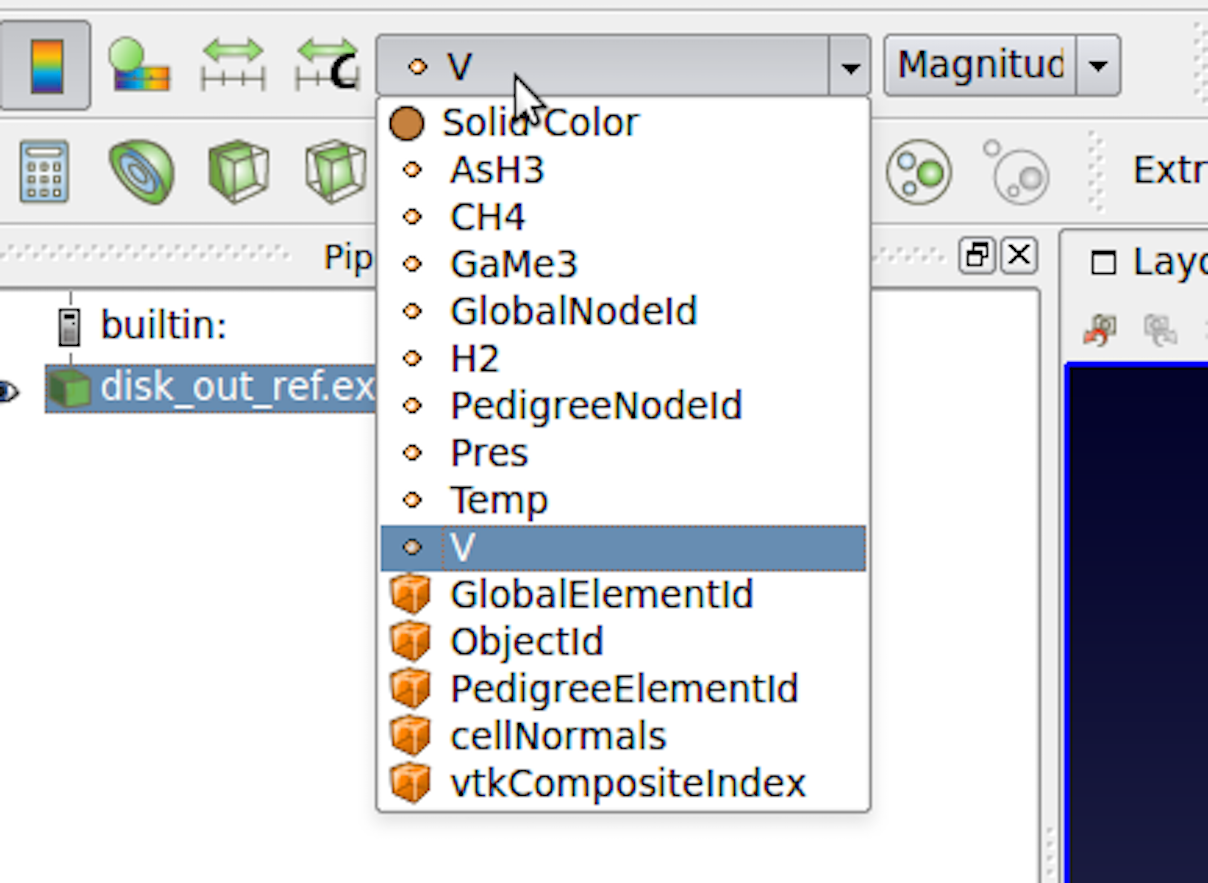 V
Magnitud
Solid Color
AsH3
CH4
Extr
Pip
GaMe3
Layo
GlobalNodeId
builtin:
H2
disk_out_ref.ex
PedigreeNodeId
Pres
Temp
V
GlobalElementId
ObjectId
PedigreeElementId
cellNormals
vtkCompositeIndex